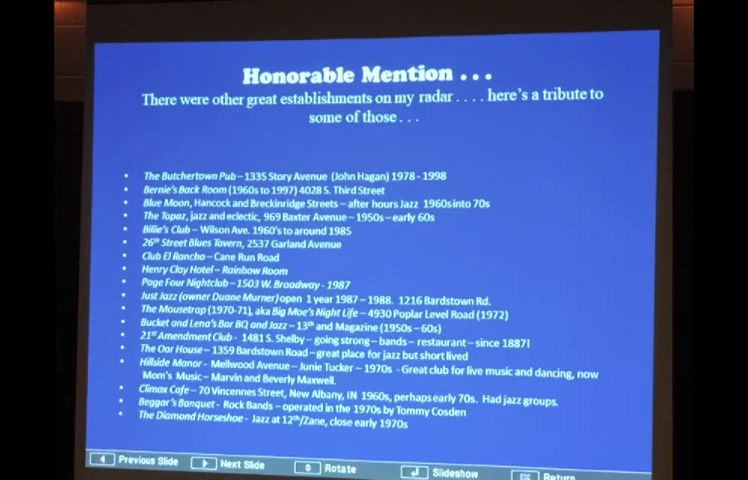 Honorable Mention . . .
There were other great establishments on my radar . . . . here's a tribute to
some of those . . .
• The Butchertown Pub – 1335 Story Avenue (John Hagan) 1978 - 1998
• Bernie's Back Room (1960s to 1997) 4028 S. Third Street
• Blue Moon, Hancock and Breckinridge Streets – after hours Jazz 1960s into 70s
• The Topaz, jazz and eclectic, 969 Baxter Avenue – 1950s – early 60s
• Billie's Club – Wilson Ave. 1960's to around 1985
• 26th Street Blues Tavern, 2537 Garland Avenue
• Club El Rancho – Cane Run Road
• Henry Clay Hotel – Rainbow Room
• Page Four Nightclub – 1503 W. Broadway - 1987
• Just Jazz (owner Duane Murner) open 1 year 1987 – 1988. 1216 Bardstown Rd.
• The Mousetrap (1970-71), aka Big Moe's Night Life – 4930 Poplar Level Road (1972)
• Bucket and Lena's Bar BQ and Jazz – 13th and Magazine (1950s – 60s)
• 21st Amendment Club - 1481 S. Shelby – going strong – bands – restaurant – since 1887!
• The Oar House – 1359 Bardstown Road – great place for jazz but short lived
• Hillside Manor - Mellwood Avenue – Junie Tucker – 1970s - Great club for live music and dancing, now
Mom's Music – Marvin and Beverly Maxwell.
• Climax Cafe – 70 Vincennes Street, New Albany, IN 1960s, perhaps early 70s. Had jazz groups.
• Beggar's Banquet - Rock Bands – operated in the 1970s by Tommy Cosden
• The Diamond Horseshoe - Jazz at 12th/Zane, close early 1970s
Previous Slide Next Slide Rotate Slideshow Return